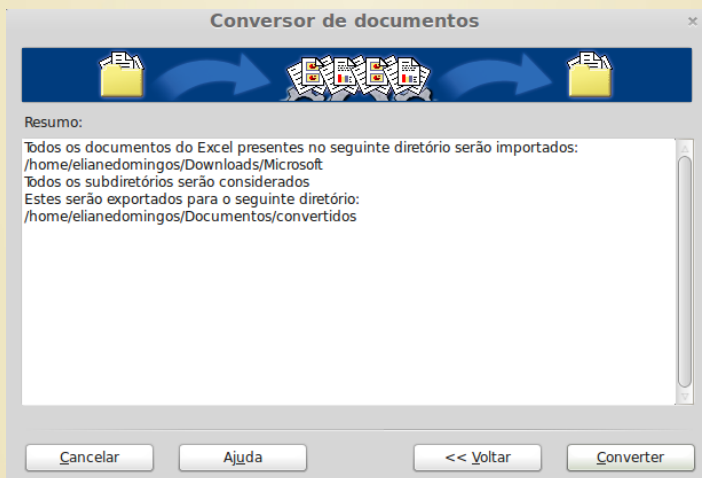 Conversor de documentos
Resumo:
Todos os documentos do Excel presentes no seguinte diretório serão importados:
/home/elianedomingos/Downloads/Microsoft
Todos os subdiretórios serão considerados
Estes serão exportados para o seguinte diretório:
/home/elianedomingos/Documentos/convertidos
Cancelar
Ajuda
<< Voltar
Converter